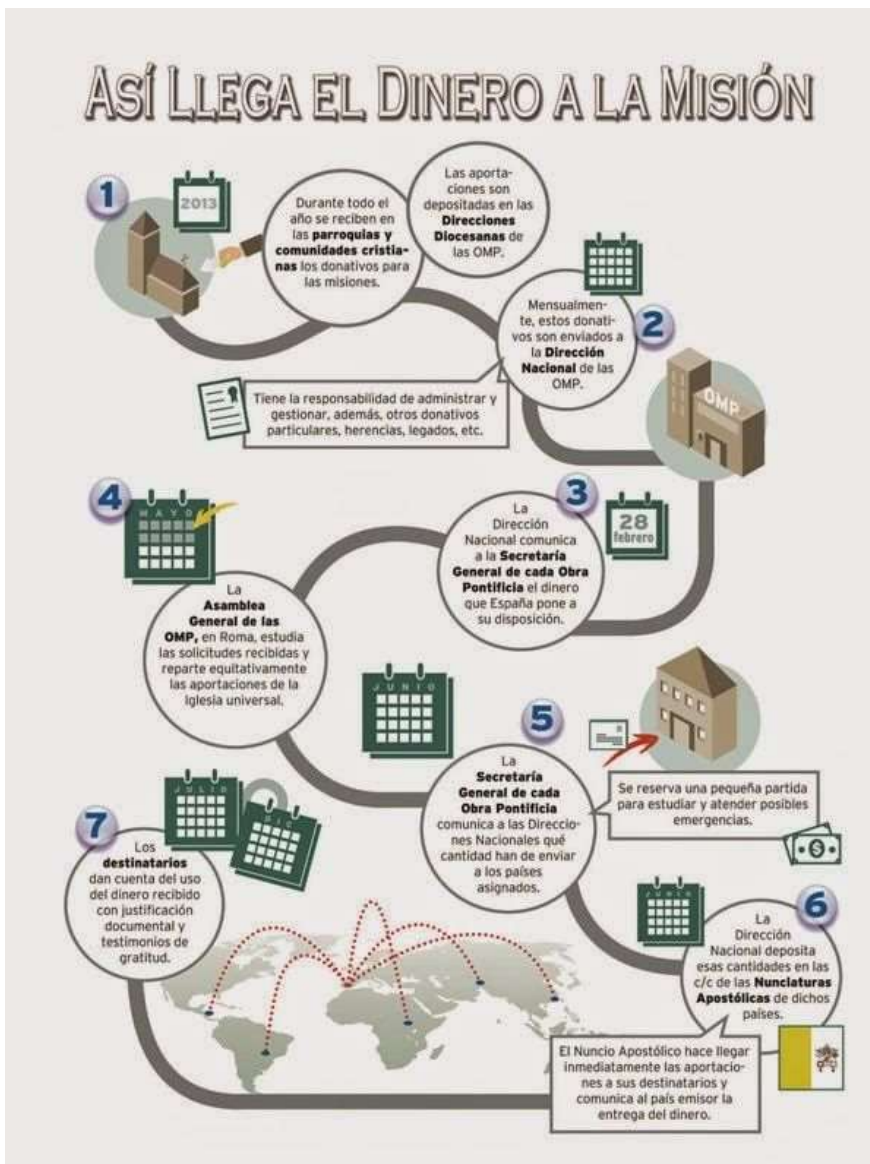 ASÍ LLEGA EL DINERO A LA MISIÓN
1
2013
Durante todo el
año se reciben en
las parroquias y
comunidades cristia-
nas los donativos para
las misiones.
Las aporta-
ciones son
depositadas en las
Direcciones
Diocesanas de
las OMP.
2
Mensualmen-
te, estos donati-
vos son enviados a
la Dirección
Nacional de las
OMP.
OMP
Tiene la responsabilidad de administrar y
gestionar, además, otros donativos
particulares, herencias, legados, etc.
3
28
febrero
La
Dirección
Nacional comunica
a la Secretaría
General de cada Obra
Pontificia el dinero
que España pone a
su disposición.
4
MAYO
La
Asamblea
General de las
OMP, en Roma, estudia
las solicitudes recibidas y
reparte equitativamente
las aportaciones de la
Iglesia universal.
JUNIO
5
La
Secretaría
General de cada
Obra Pontificia
comunica a las Direccio-
nes Nacionales qué
cantidad han de enviar
a los países
asignados.
Se reserva una pequeña partida
para estudiar y atender posibles
emergencias.
$
6
JUNIO
La
Dirección
Nacional deposita
esas cantidades en las
c/c de las Nunciaturas
Apostólicas de dichos
países.
El Nuncio Apostólico hace llegar
inmediatamente las aportacio-
nes a sus destinatarios y
comunica al país emisor la
entrega del dinero.
7
JULIO
DIC
Los
destinatarios
dan cuenta del uso
del dinero recibido
con justificación
documental y
testimonios de
gratitud.